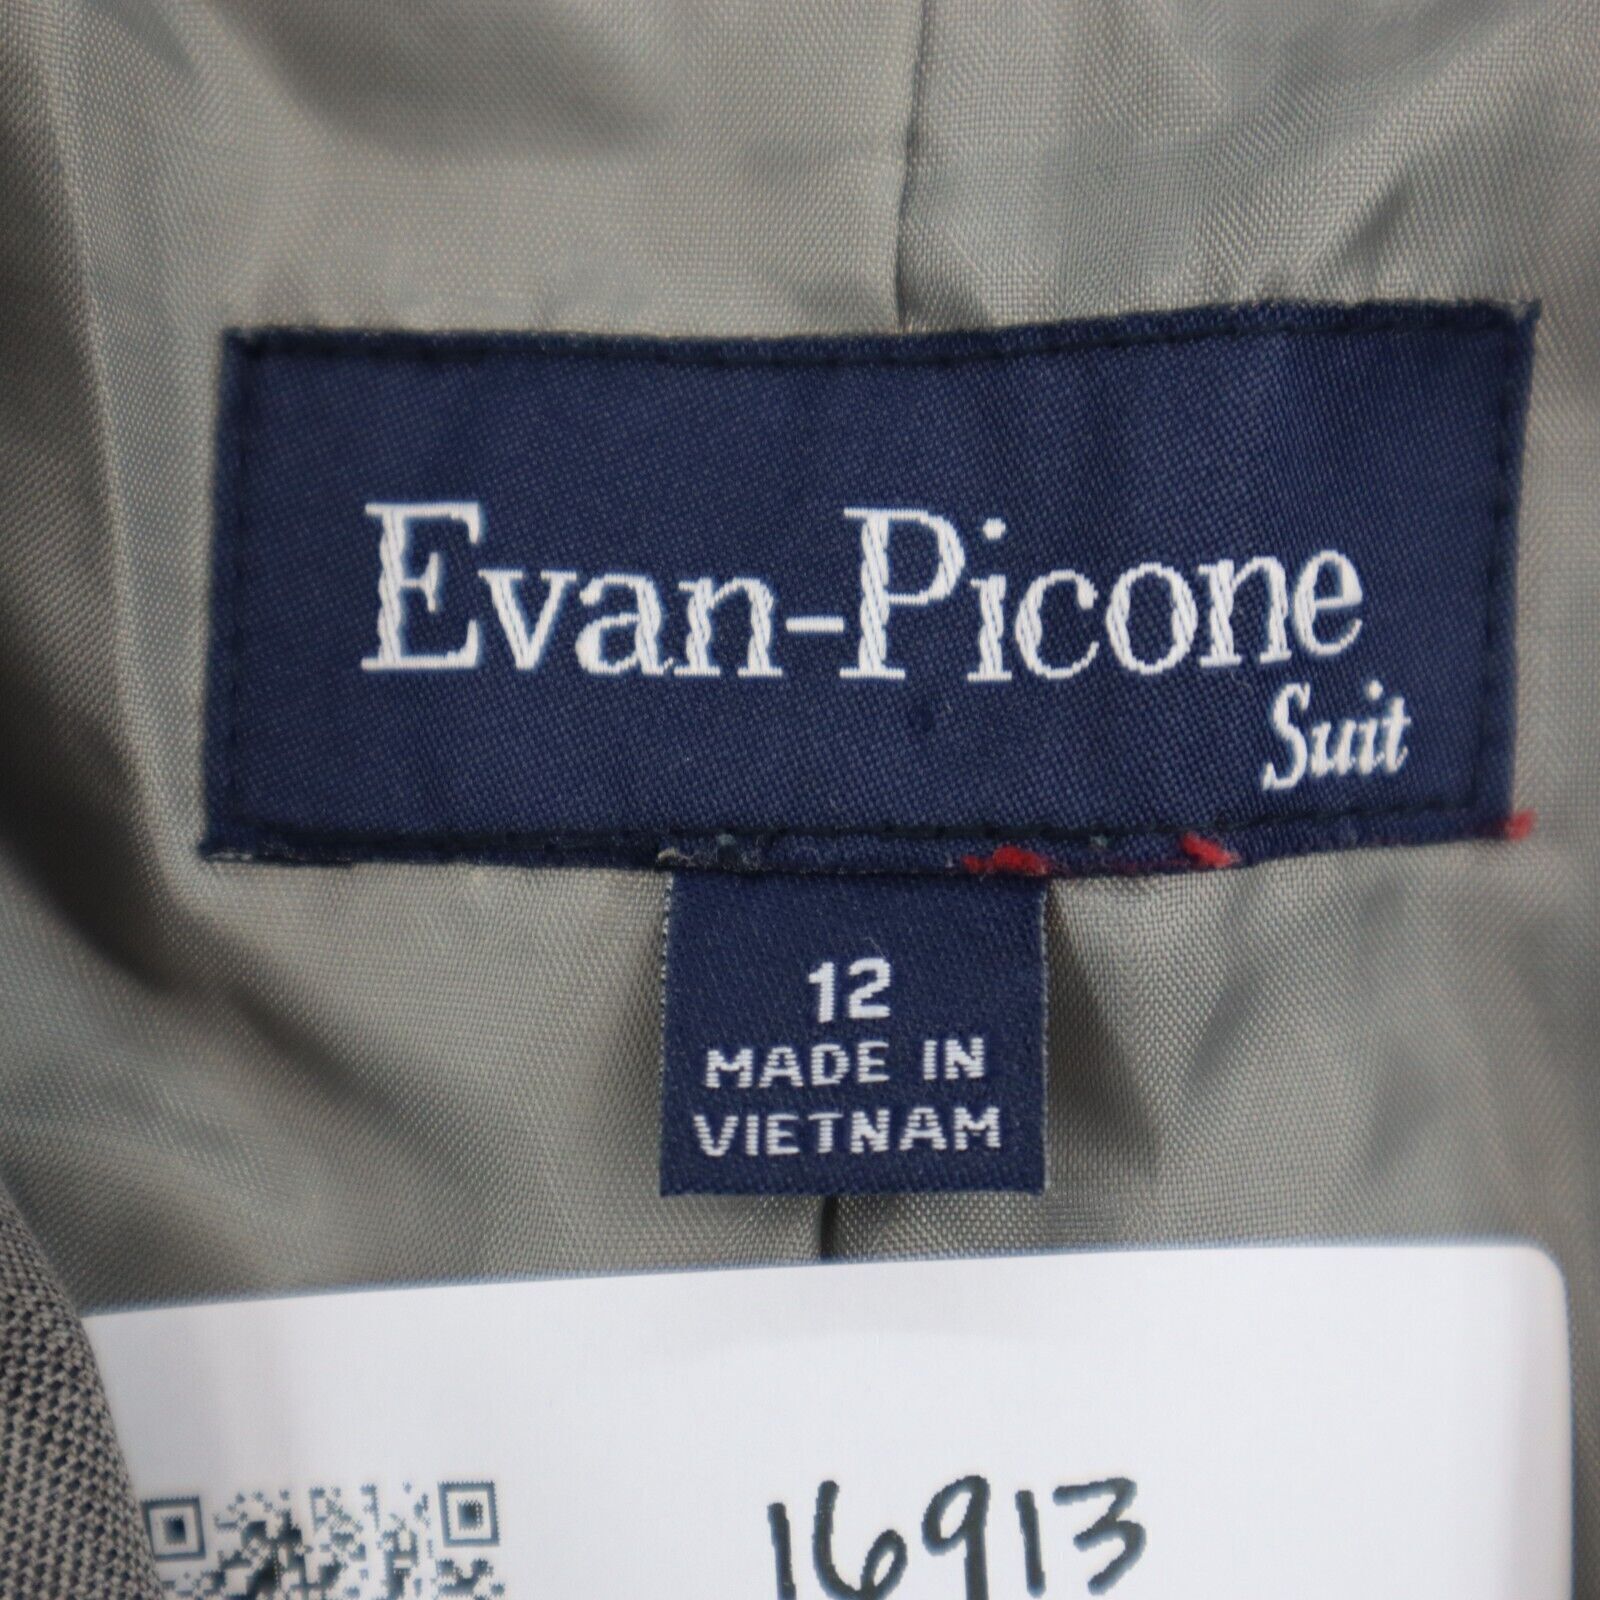 Evan-Picone
Suit
12
MADE IN
VIETNAM
16913